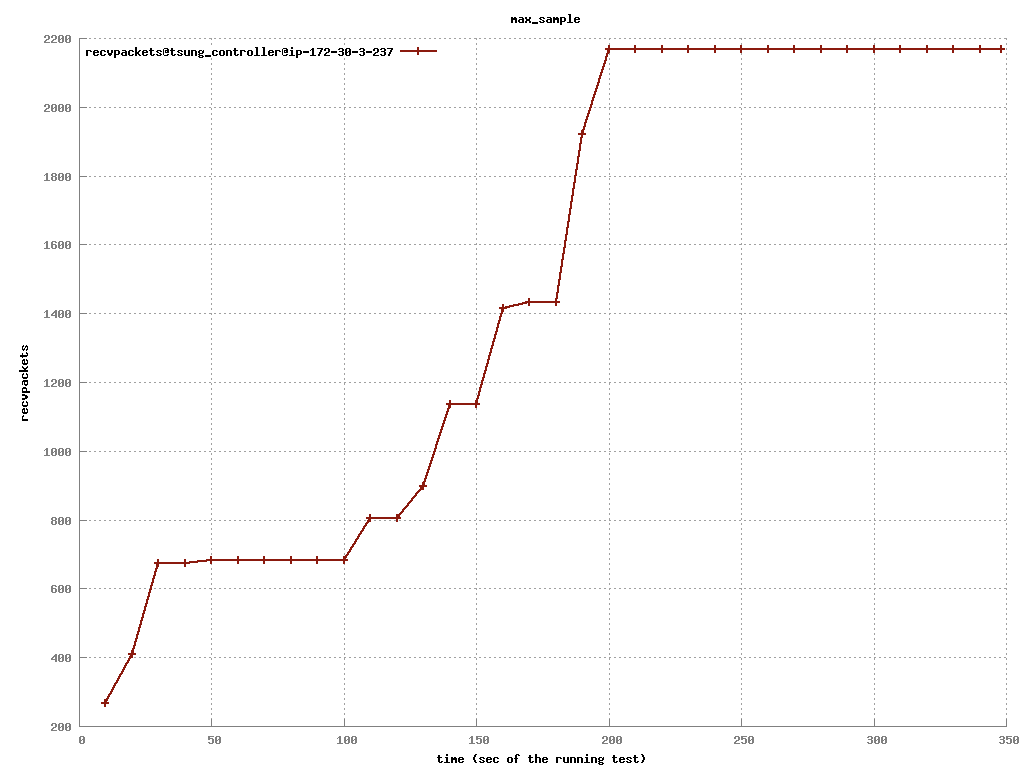 max_sample
recvpackets@tsung_controller@ip-172-30-3-237
2200
2000
1800
1600
1400
1200
1000
800
600
400
200
recvpackets
0 50 100 150 200 250 300 350
time (sec of the running test)